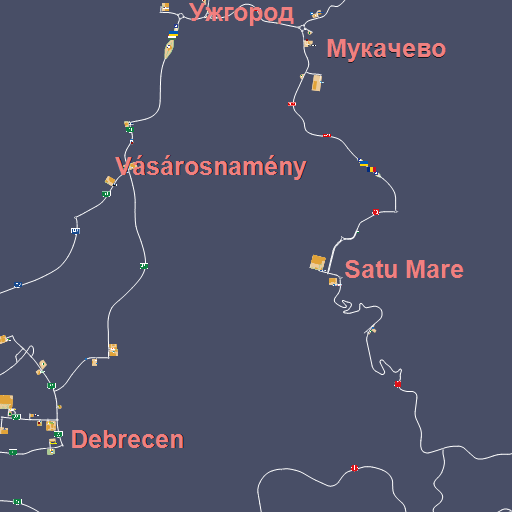 Ужгород
Мукачево
Vásárosnamény
Satu Mare
Debrecen